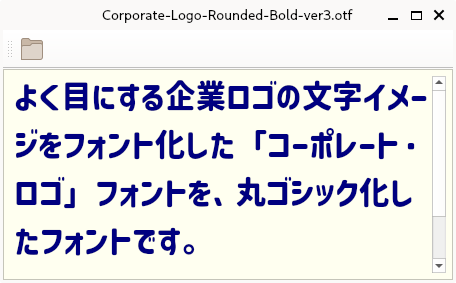 Corporate-Logo-Rounded-Bold-ver3.otf
よく目にする企業ロゴの文字イメー
ジをフォント化した「コーポレート・
ロゴ」フォントを、丸ゴシック化し
たフォントです。